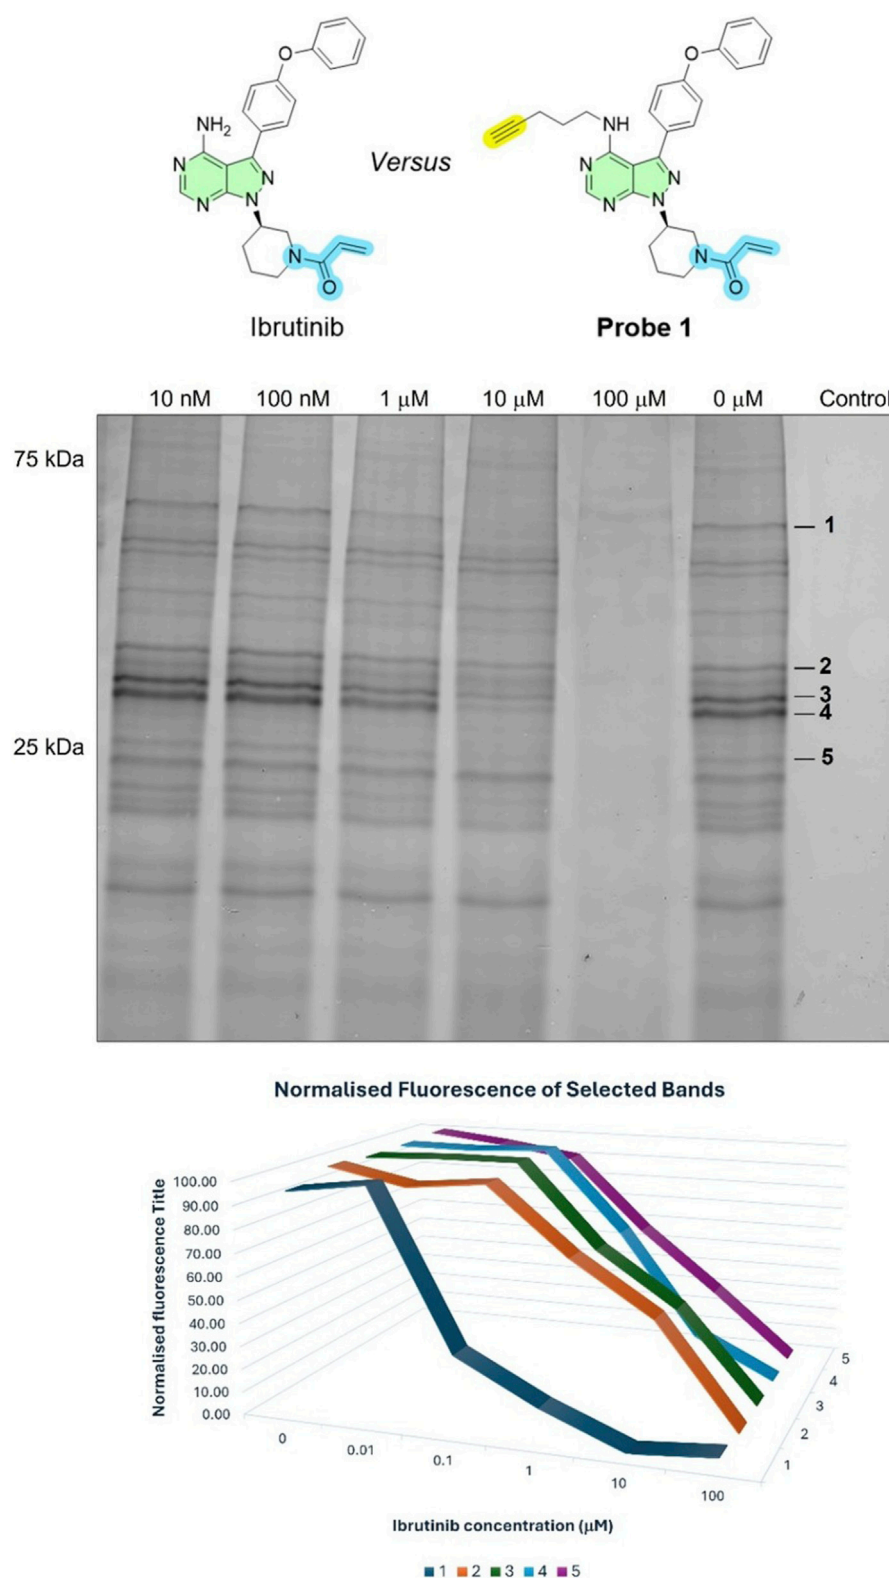 O
O
NH2
NH
Versus
N
N
N
N
N
N
N
N
N
N
O
O
Ibrutinib
Probe 1
10 nM 100 nM 1 μM 10 μM 100 μM 0 μM Control
75 kDa
1
2
3
4
25 kDa
5
Normalised Fluorescence of Selected Bands
Normalised fluorescence Title
100.00
90.00
80.00
70.00
60.00
50.00
40.00
30.00
20.00
10.00
0.00
0
0.01
0.1
1
10
100
5
4
3
2
1
Ibrutinib concentration (μM)
1 2 3 4 5